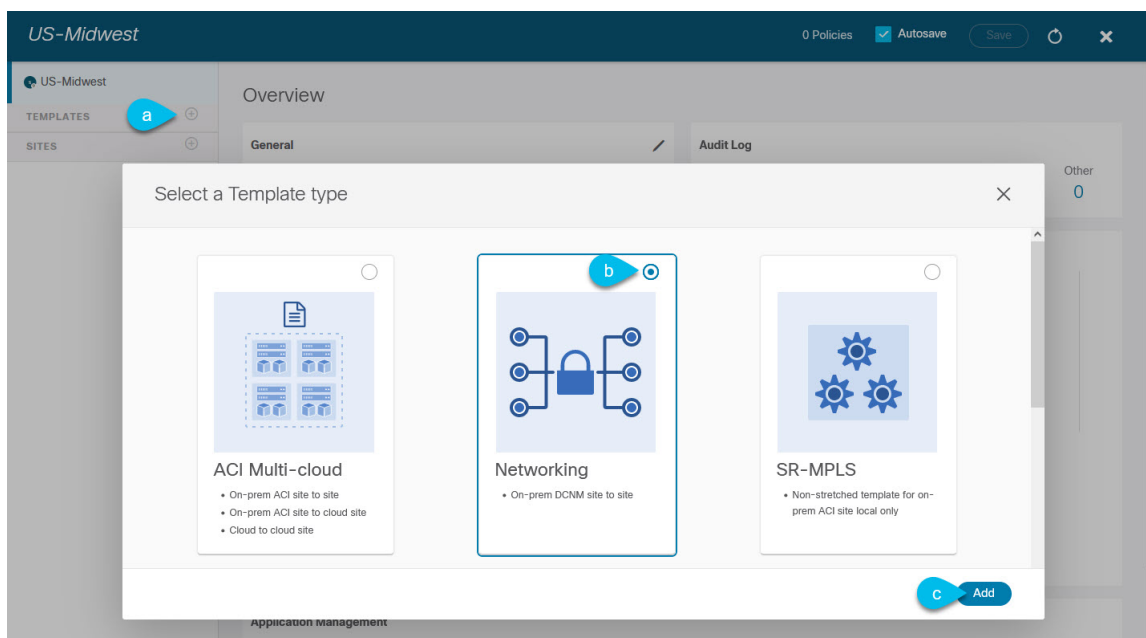 US-Midwest
0 Policies
Autosave
Save
US-Midwest
TEMPLATES
a
SITES
Overview
General
Audit Log
Other
0
Select a Template type
b
ACI Multi-cloud
• On-prem ACI site to site
• On-prem ACI site to cloud site
• Cloud to cloud site
Networking
• On-prem DCNM site to site
SR-MPLS
• Non-stretched template for on-
prem ACI site local only
c
Add
Application Management